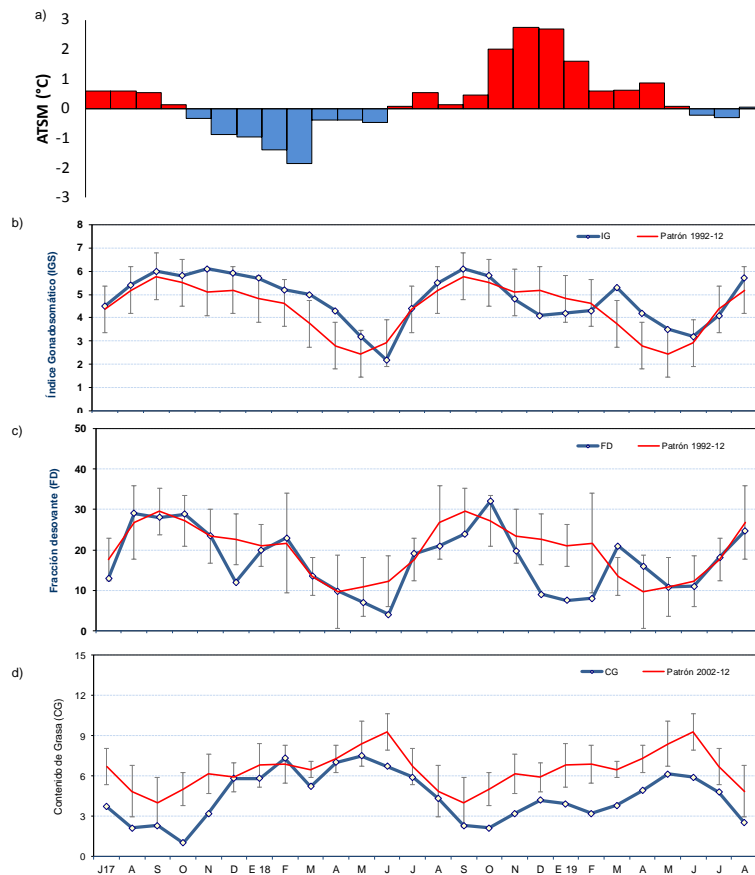 a)
ATSM (°C)
3
2
1
0
-1
-2
-3
b)
Índice Gonadosomático (IGS)
8
7
6
5
4
3
2
1
0
IG
Patrón 1992-12
c)
Fracción desovante (FD)
50
40
30
20
10
0
FD
Patrón 1992-12
d)
Contenido de Grasa (CG)
15
12
9
6
3
0
CG
Patrón 2002-12
J17 A S O N D E 18 F M A M J J A S O N D E 19 F M A M J J A